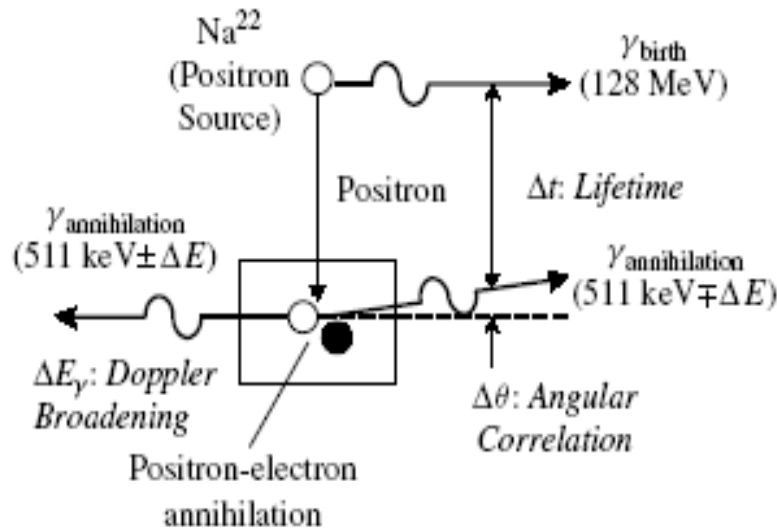 Na²²
(Positron
Source)
γbirth
(128 MeV)
Positron
Δt: Lifetime
γannihilation
(511 keV±ΔE)
γannihilation
(511 keV∓ΔE)
ΔEγ: Doppler
Broadening
Δθ: Angular
Correlation
Positron-electron
annihilation